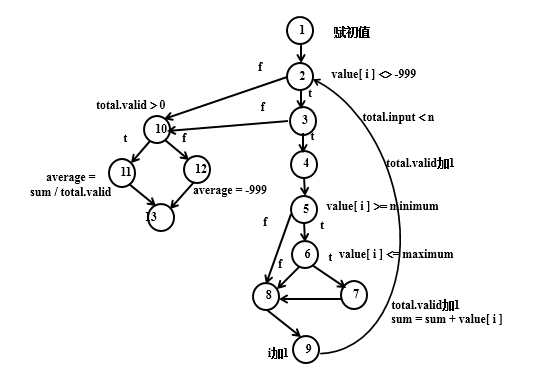 1 赋初值
2 value[ i ] <> -999
f
t
total.valid > 0
f
3
total.input < n
10
t
t
f
4
total.valid加1
11
12
average =
sum / total.valid
average = -999
5 value[ i ] >= minimum
13
f
t
6 t value[ i ] <= maximum
f
8
7
total.valid加1
sum = sum + value[ i ]
i加1
9